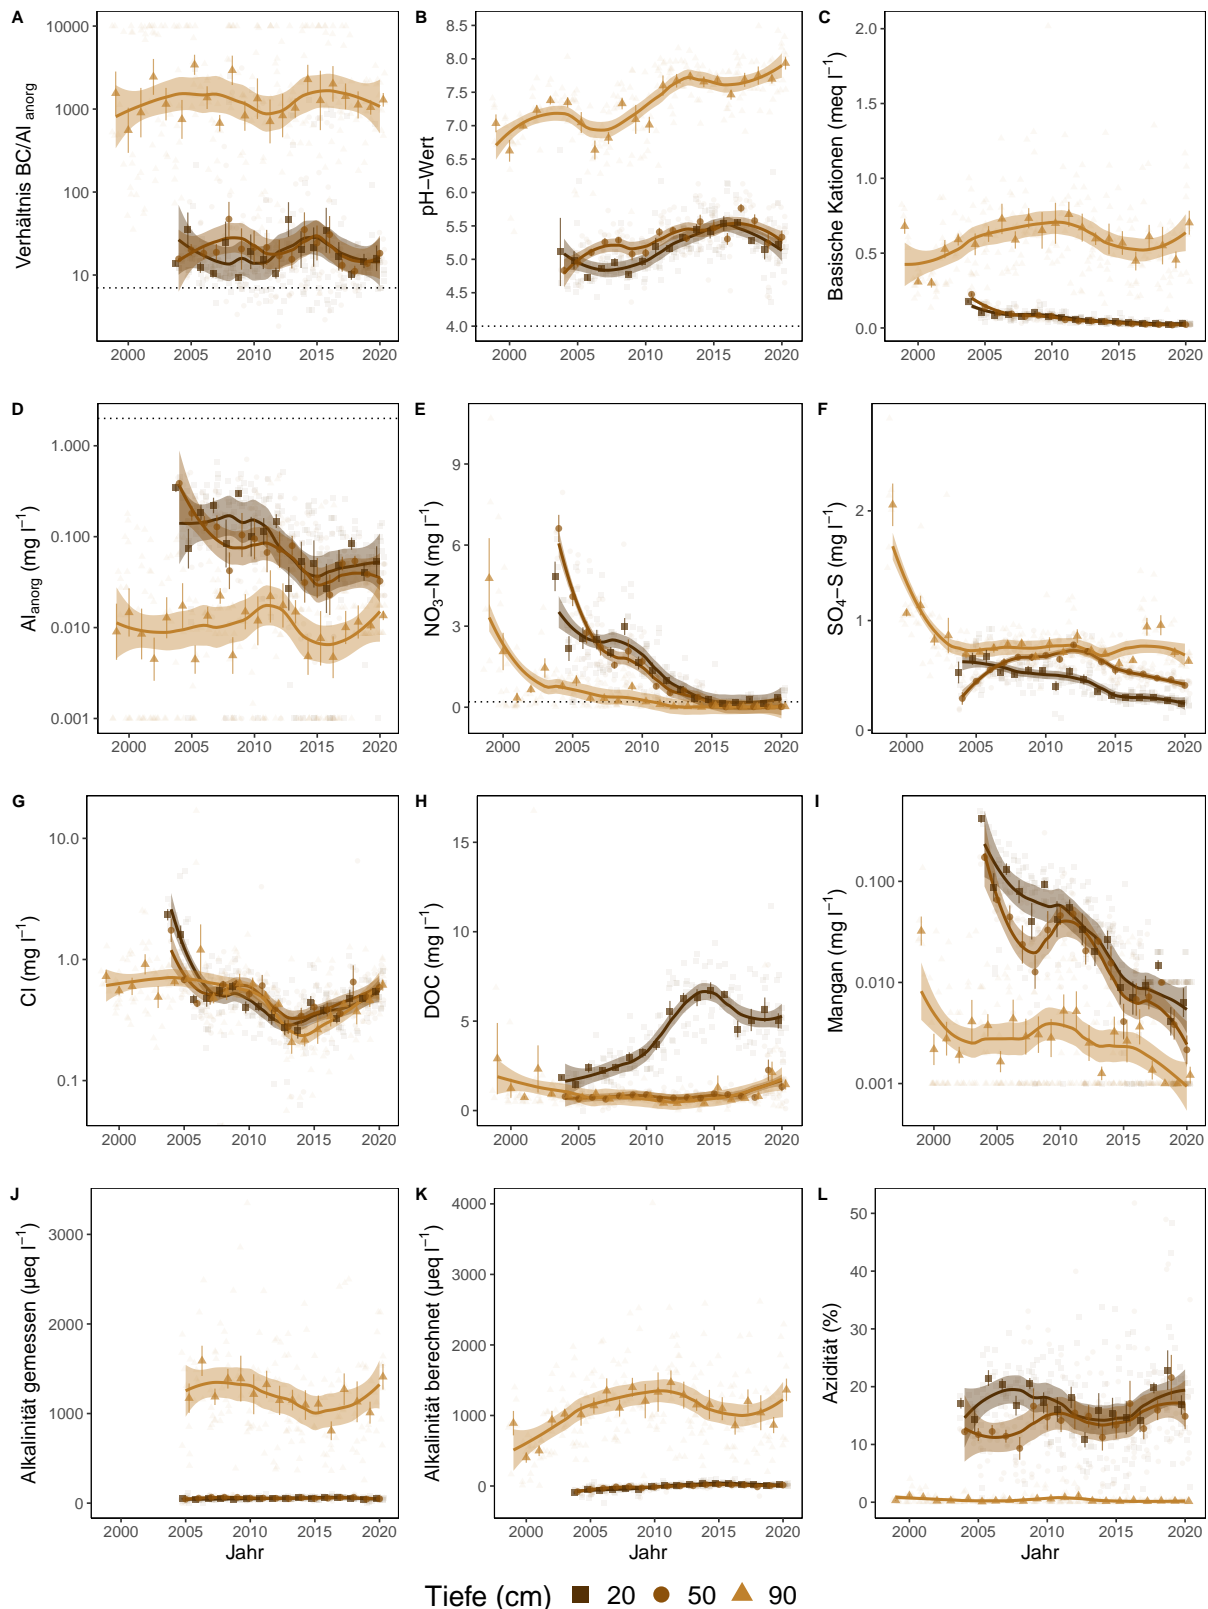 A
Verhältnis BC/Al anorg
10000
1000
100
10
2000 2005 2010 2015 2020
B
pH−Wert
8.5
8.0
7.5
7.0
6.5
6.0
5.5
5.0
4.5
4.0
2000 2005 2010 2015 2020
C
Basische Kationen (meq l−1)
2.0
1.5
1.0
0.5
0.0
2000 2005 2010 2015 2020
D
Alanorg (mg l−1)
1.000
0.100
0.010
0.001
2000 2005 2010 2015 2020
E
NO3−N (mg l−1)
9
6
3
0
2000 2005 2010 2015 2020
F
SO4−S (mg l−1)
2
1
0
2000 2005 2010 2015 2020
G
Cl (mg l−1)
10.0
1.0
0.1
2000 2005 2010 2015 2020
H
DOC (mg l−1)
15
10
5
0
2000 2005 2010 2015 2020
I
Mangan (mg l−1)
0.100
0.010
0.001
2000 2005 2010 2015 2020
J
Alkalinität gemessen (µeq l−1)
3000
2000
1000
0
2000 2005 2010 2015 2020
Jahr
K
Alkalinität berechnet (µeq l−1)
4000
3000
2000
1000
0
2000 2005 2010 2015 2020
Jahr
L
Azidität (%)
50
40
30
20
10
0
2000 2005 2010 2015 2020
Jahr
Tiefe (cm) 20 50 90